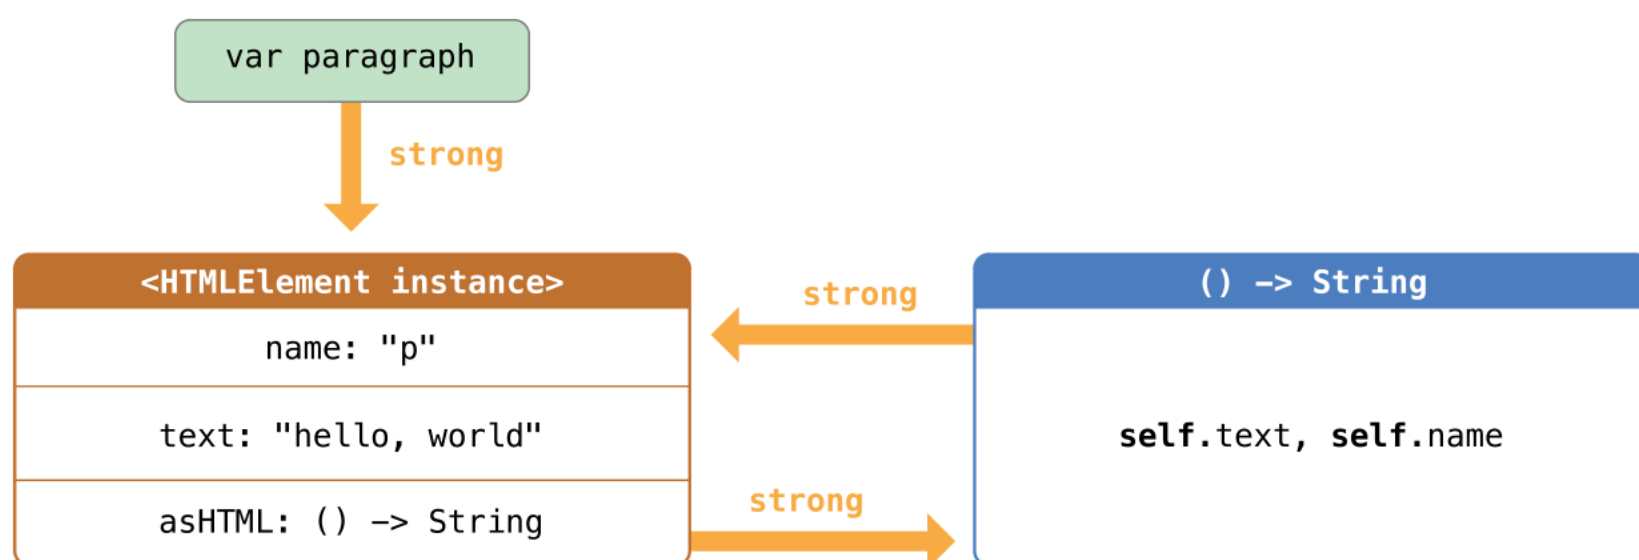 var paragraph
strong
<HTMLElement instance>
() -> String
strong
name: "p"
text: "hello, world"
self.text, self.name
strong
asHTML: () -> String